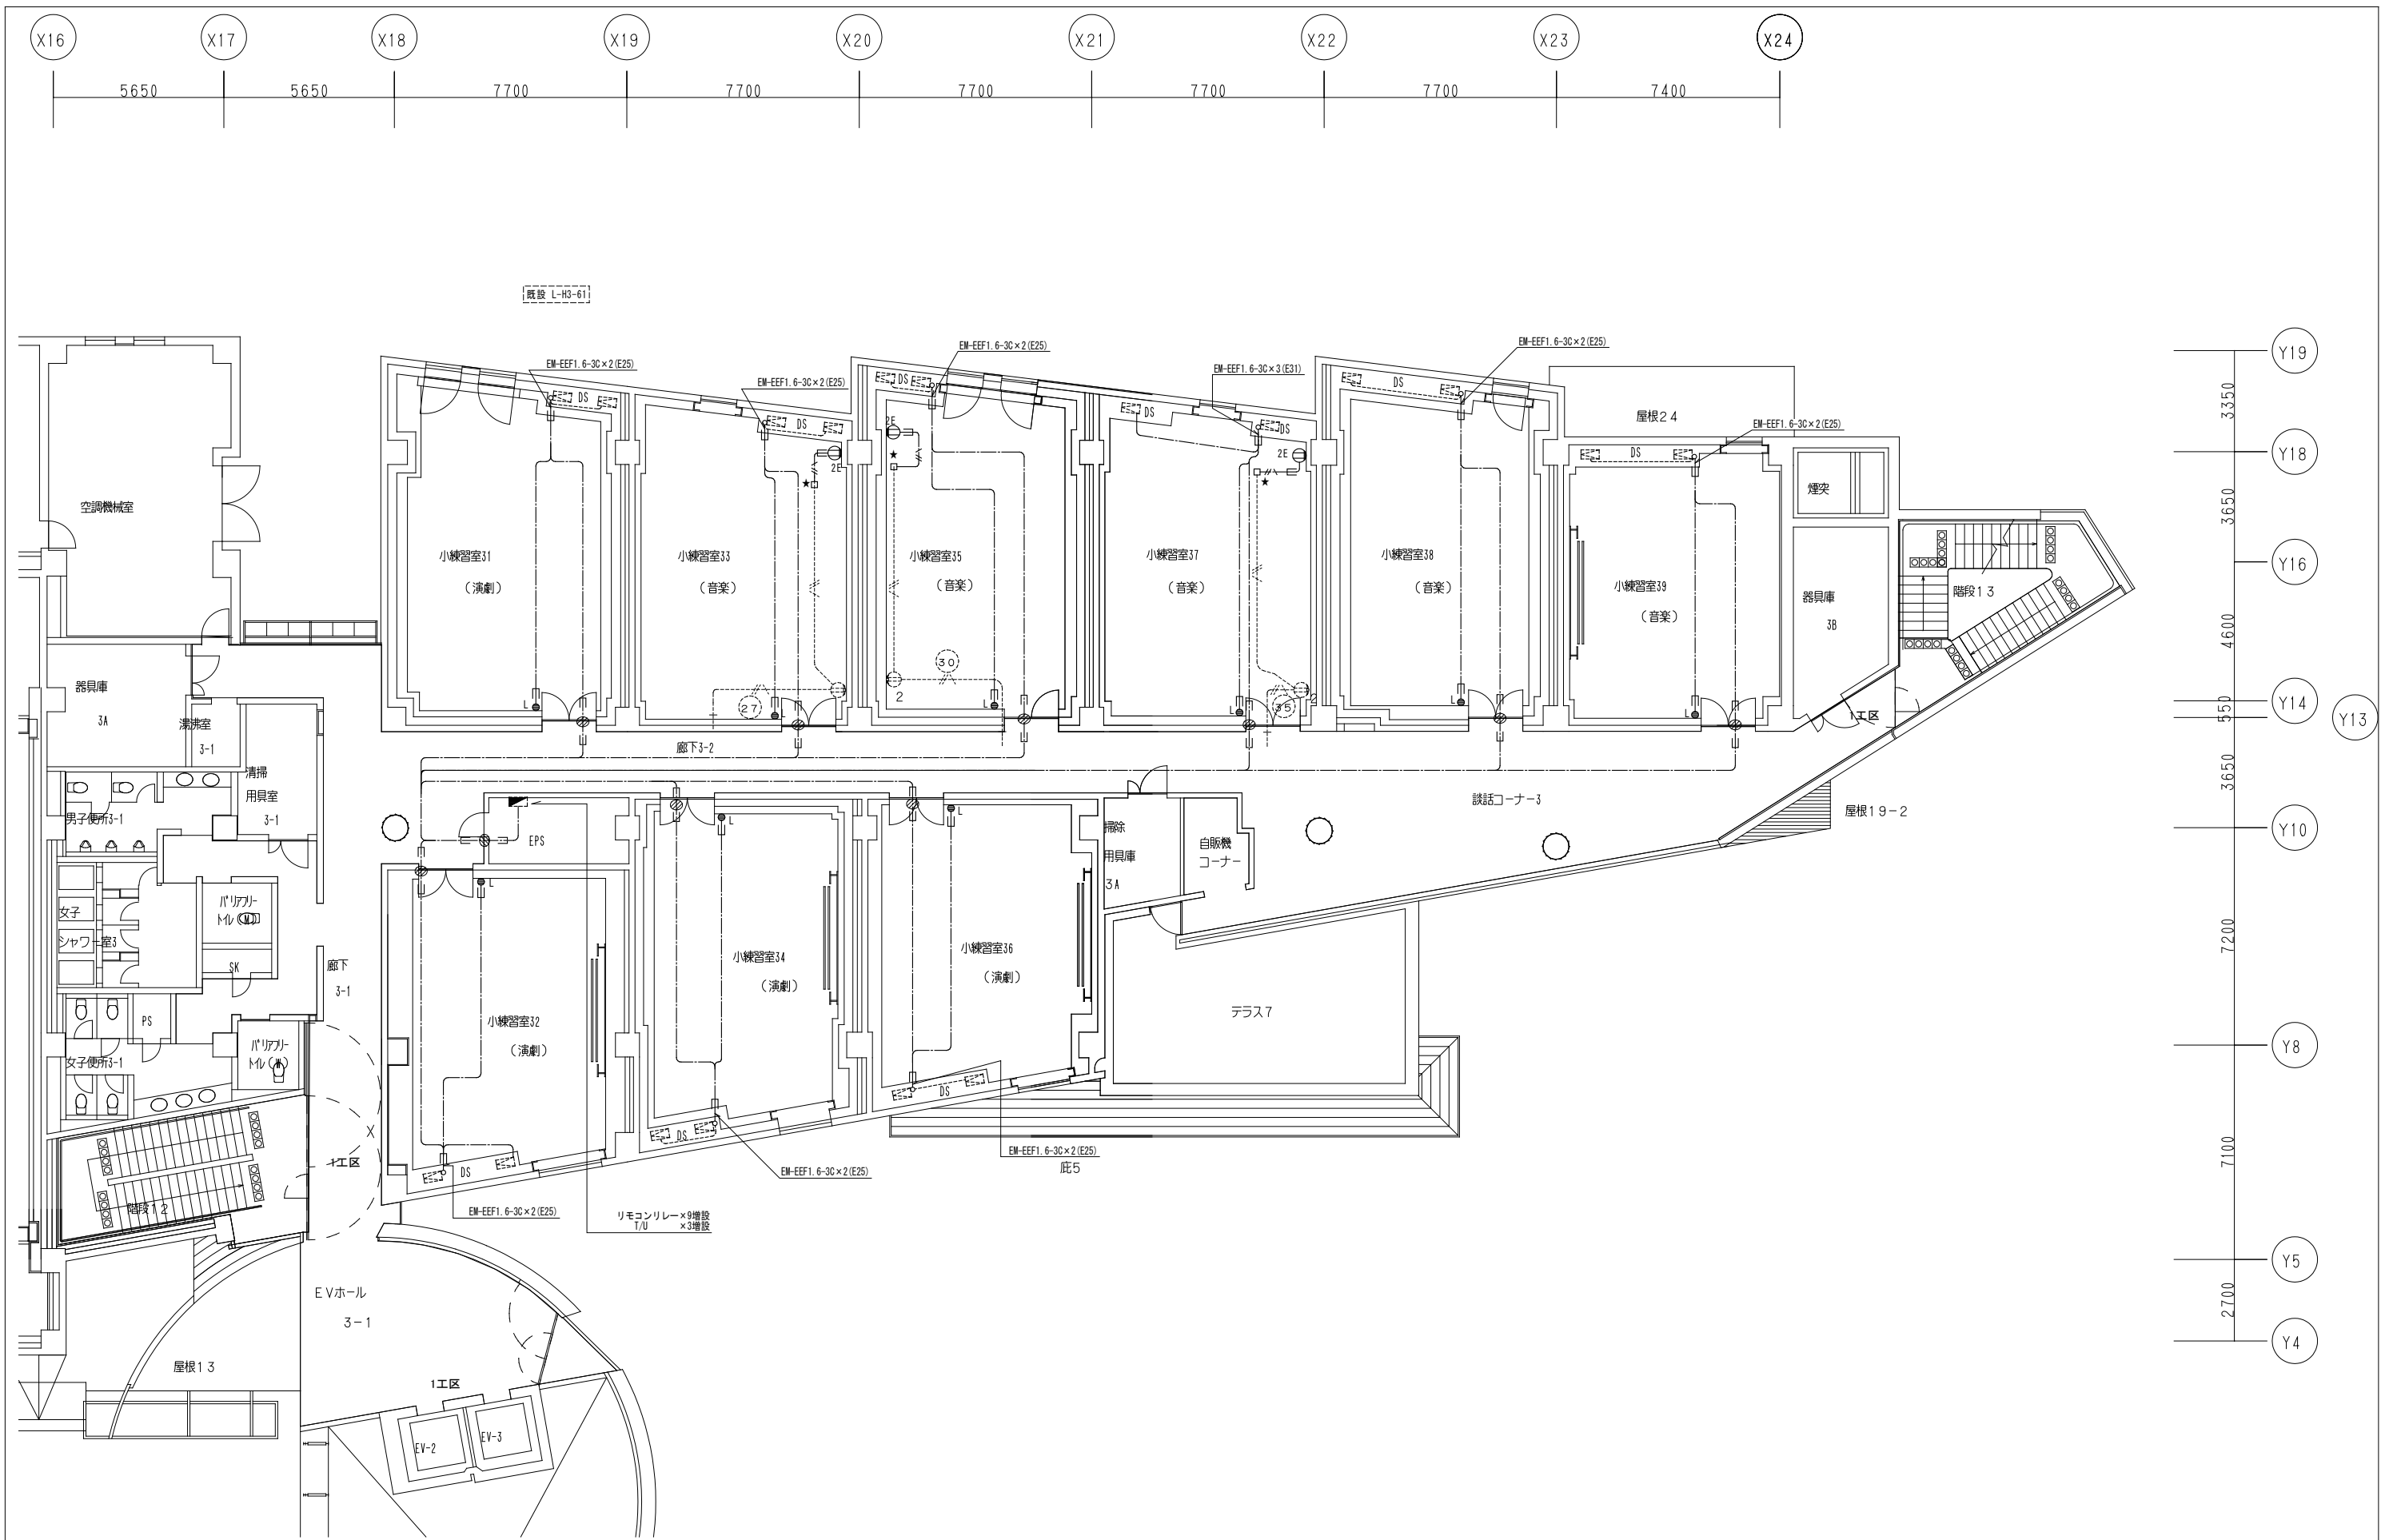 X16
X17
X18
X19
X20
X21
X22
X23
X24
5650
5650
7700
7700
7700
7700
7700
7400
既設 L-H3-61
EM-EEF1.6-3C×2(E25)
EM-EEF1.6-3C×2(E25)
EM-EEF1.6-3C×2(E25)
EM-EEF1.6-3C×3(E31)
EM-EEF1.6-3C×2(E25)
EM-EEF1.6-3C×2(E25)
Y19
3350
Y18
3650
Y16
4600
Y14
550
Y13
3650
Y10
7200
Y8
7100
Y5
2700
Y4
DS
DS
DS
DS
DS
DS
DS
屋根24
煙突
2E
2E
2E
★
★
★
空調機械室
小練習室31
(演劇)
小練習室33
(音楽)
小練習室35
(音楽)
小練習室37
(音楽)
小練習室38
(音楽)
小練習室39
(音楽)
器具庫
3B
階段13
1工区
27
30
35
2
2
L
L
L
L
L
L
器具庫
3A
湯沸室
3-1
清掃
用具室
3-1
廊下3-2
談話コーナー3
屋根19-2
男子便所3-1
EPS
L
L
L
掃除
用具庫
3A
自販機
コーナー
女子
シャワー室3
バリアフリー
トイレ(M)
SK
廊下
3-1
PS
女子便所3-1
バリアフリー
トイレ(W)
小練習室32
(演劇)
小練習室34
(演劇)
小練習室36
(演劇)
テラス7
DS
DS
DS
EM-EEF1.6-3C×2(E25)
EM-EEF1.6-3C×2(E25)
EM-EEF1.6-3C×2(E25)
庇5
リモコンリレー×9増設
T/U ×3増設
1工区
階段12
EVホール
3-1
屋根13
1工区
EV-2
EV-3